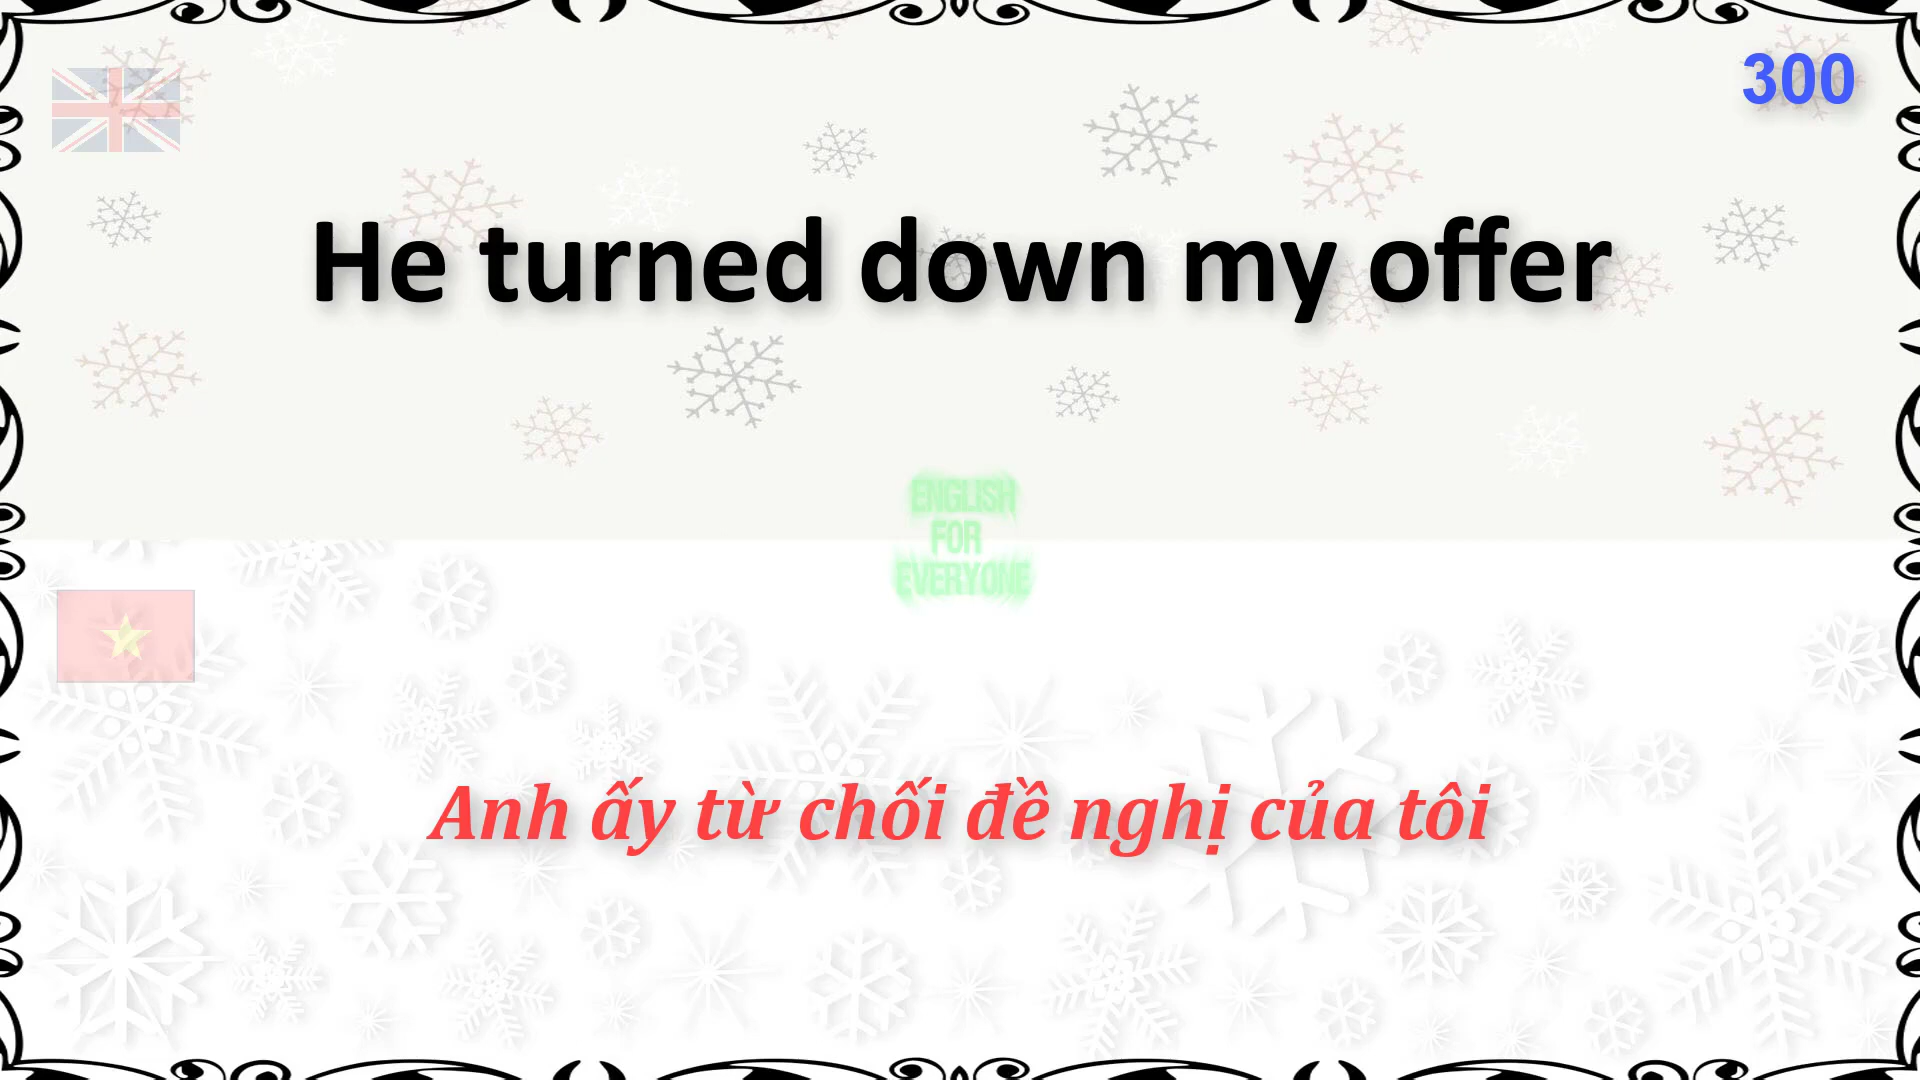 300
He turned down my offer
ENGLISH
FOR
EVERYONE
Anh ấy từ chối đề nghị của tôi